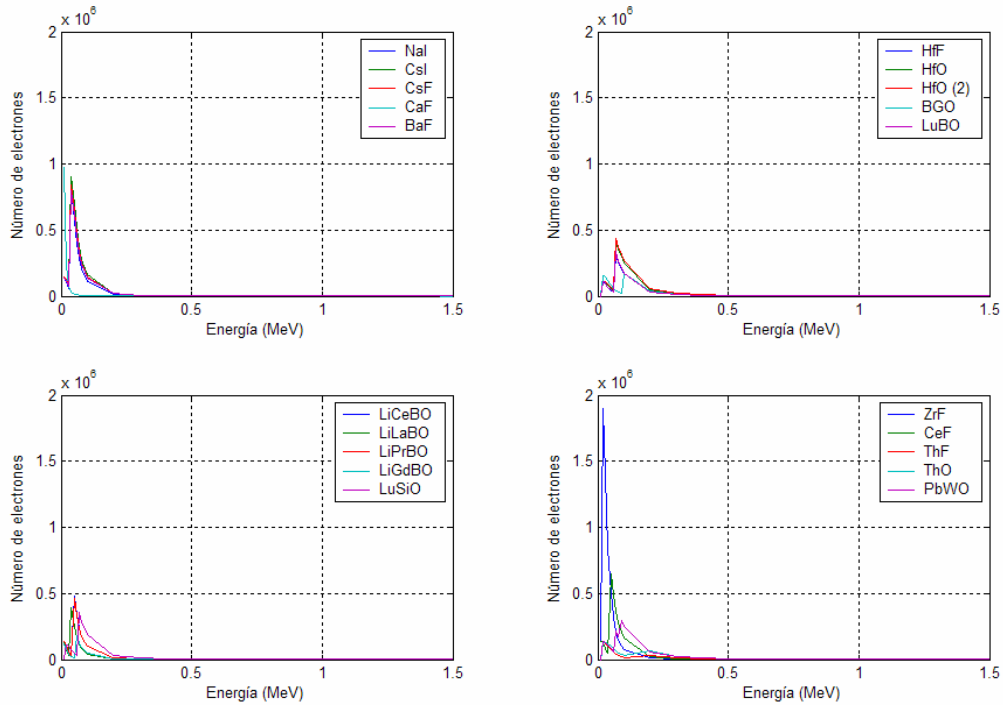 2 x 10^6
1.5
1
0.5
0
Número de electrones
NaI
CsI
CsF
CaF
BaF
0 0.5 1 1.5
Energía (MeV)
2 x 10^6
1.5
1
0.5
0
Número de electrones
HfF
HfO
HfO (2)
BGO
LuBO
0 0.5 1 1.5
Energía (MeV)
2 x 10^6
1.5
1
0.5
0
Número de electrones
LiCeBO
LiLaBO
LiPrBO
LiGdBO
LuSiO
0 0.5 1 1.5
Energía (MeV)
2 x 10^6
1.5
1
0.5
0
Número de electrones
ZrF
CeF
ThF
ThO
PbWO
0 0.5 1 1.5
Energía (MeV)